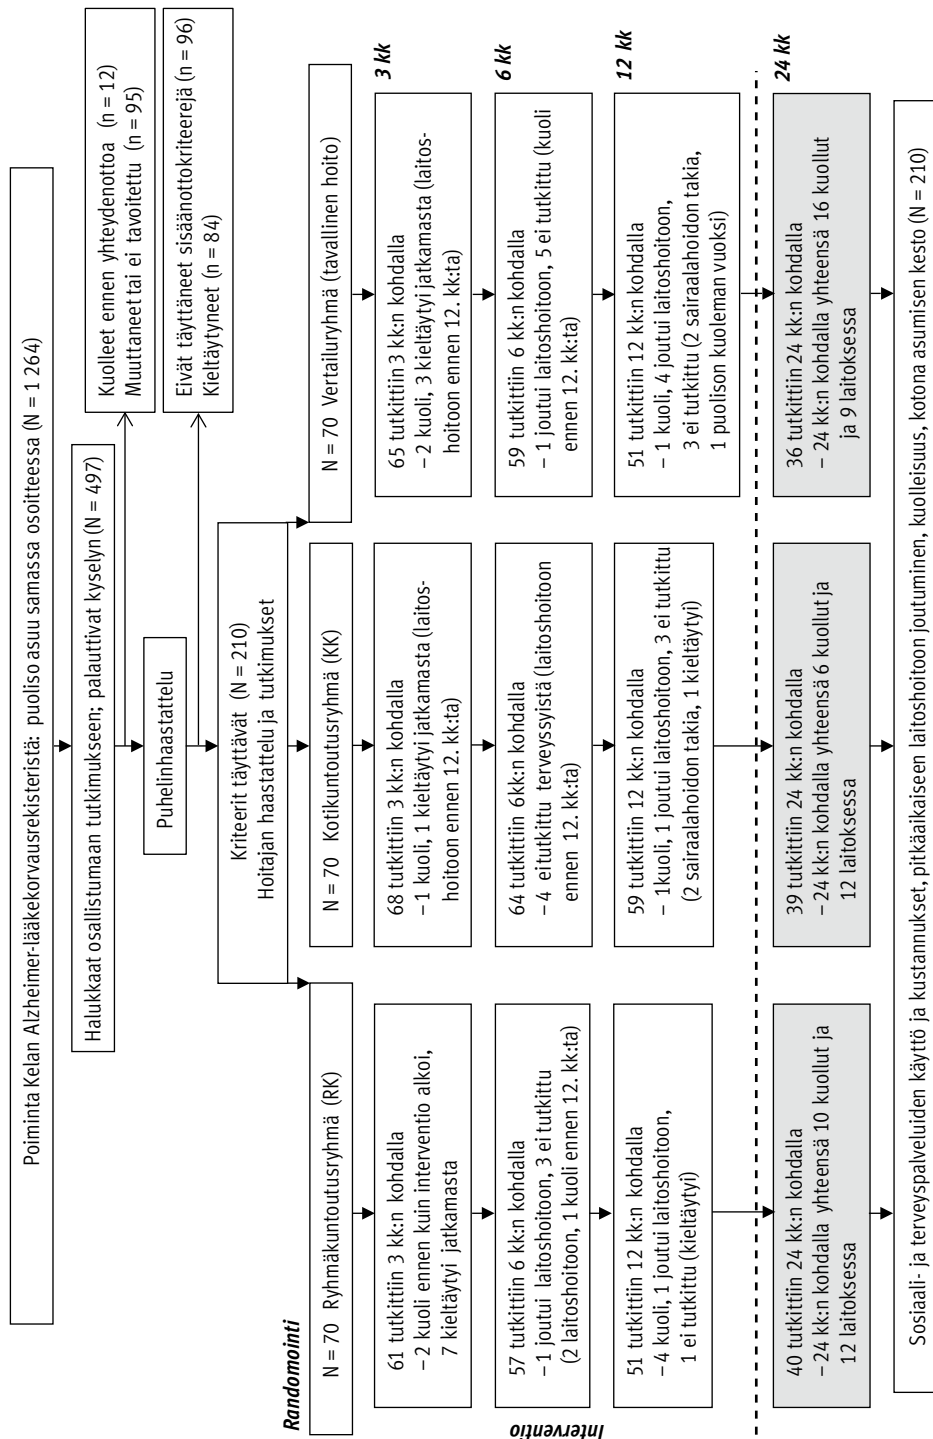 Poiminta Kelan Alzheimer-lääkekorvausrekisteristä: puoliso asuu samassa osoitteessa (N = 1 264)
Halukkaat osallistumaan tutkimukseen; palauttivat kyselyn (N = 497)
Kuolleet ennen yhteydenottoa (n = 12)
Muuttaneet tai ei tavoitettu (n = 95)
Puhelinhaastattelu
Eivät täyttäneet sisäänottokriteerejä (n = 96)
Kieltäytyneet (n = 84)
Kriteerit täyttävät (N = 210)
Hoitajan haastattelu ja tutkimukset
Randomointi
N = 70 Ryhmäkuntoutusryhmä (RK)
N = 70 Kotikuntoutusryhmä (KK)
N = 70 Vertailuryhmä (tavallinen hoito)
3 kk
61 tutkittiin 3 kk:n kohdalla
– 2 kuoli ennen kuin interventio alkoi,
7 kieltäytyi jatkamasta
68 tutkittiin 3 kk:n kohdalla
– 1 kuoli, 1 kieltäytyi jatkamasta (laitos-
hoitoon ennen 12. kk:ta)
65 tutkittiin 3 kk:n kohdalla
– 2 kuoli, 3 kieltäytyi jatkamasta (laitos-
hoitoon ennen 12. kk:ta)
6 kk
Interventio
57 tutkittiin 6 kk:n kohdalla
– 1 joutui laitoshoitoon, 3 ei tutkittu
(2 laitoshoitoon, 1 kuoli ennen 12. kk:ta)
64 tutkittiin 6kk:n kohdalla
– 4 ei tutkittu terveyssyistä (laitoshoitoon
ennen 12. kk:ta)
59 tutkittiin 6 kk:n kohdalla
– 1 joutui laitoshoitoon, 5 ei tutkittu (kuoli
ennen 12. kk:ta)
12 kk
51 tutkittiin 12 kk:n kohdalla
– 4 kuoli, 1 joutui laitoshoitoon,
1 ei tutkittu (kieltäytyi)
59 tutkittiin 12 kk:n kohdalla
– 1kuoli, 1 joutui laitoshoitoon, 3 ei tutkittu
(2 sairaalahoidon takia, 1 kieltäytyi)
51 tutkittiin 12 kk:n kohdalla
– 1 kuoli, 4 joutui laitoshoitoon,
3 ei tutkittu (2 sairaalahoidon takia,
1 puolison kuoleman vuoksi)
24 kk
40 tutkittiin 24 kk:n kohdalla
– 24 kk:n kohdalla yhteensä 10 kuollut ja
12 laitoksessa
39 tutkittiin 24 kk:n kohdalla
– 24 kk:n kohdalla yhteensä 6 kuollut ja
12 laitoksessa
36 tutkittiin 24 kk:n kohdalla
– 24 kk:n kohdalla yhteensä 16 kuollut
ja 9 laitoksessa
Sosiaali- ja terveyspalveluiden käyttö ja kustannukset, pitkäaikaiseen laitoshoitoon joutuminen, kuolleisuus, kotona asumisen kesto (N = 210)